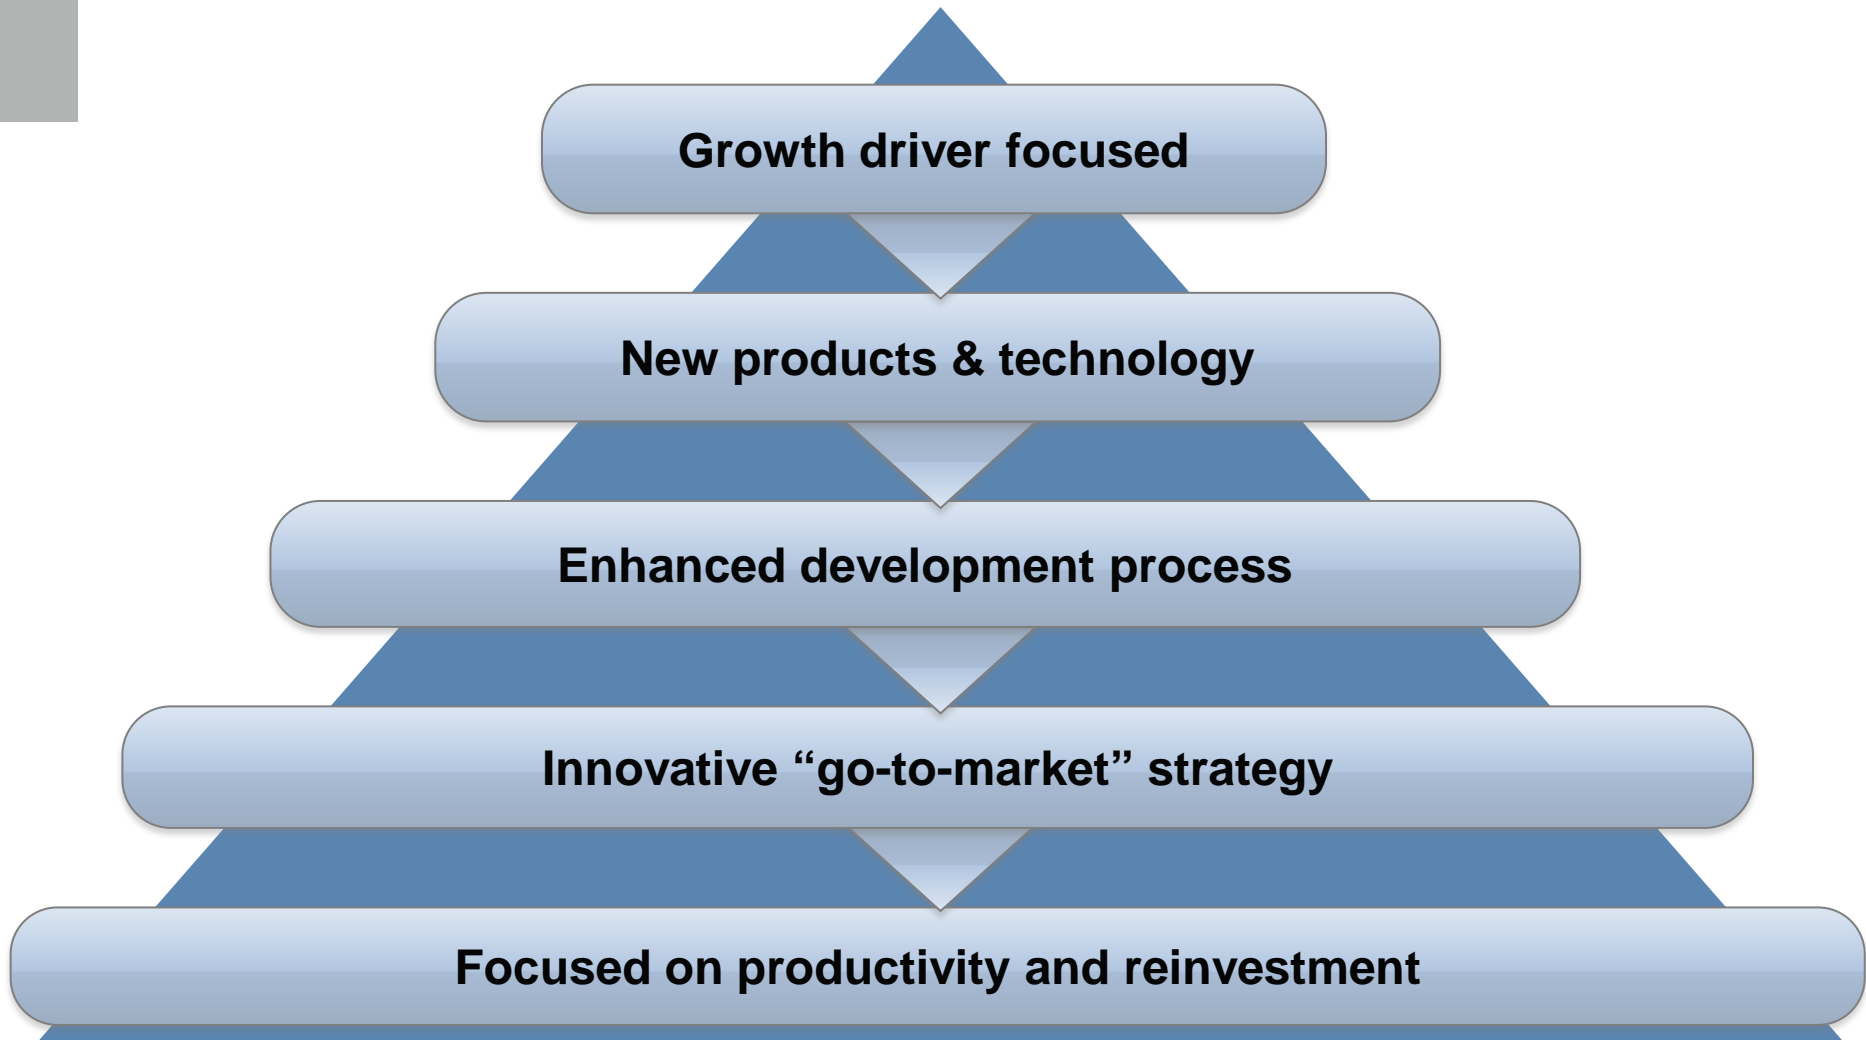 Growth driver focused
New products & technology
Enhanced development process
Innovative “go-to-market” strategy
Focused on productivity and reinvestment